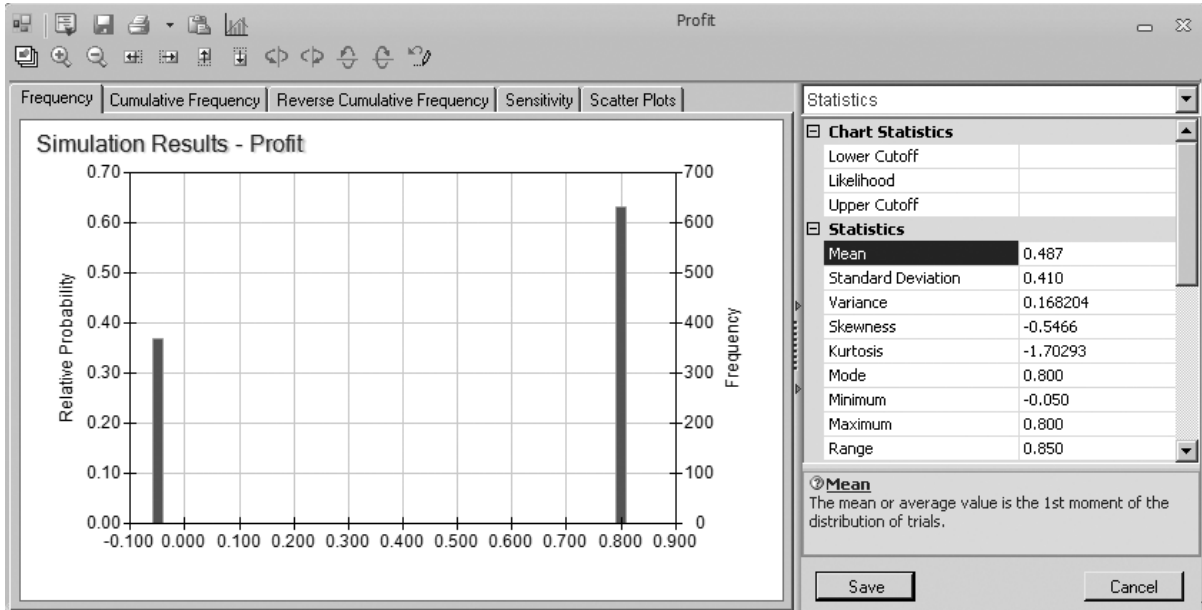 Profit
Frequency Cumulative Frequency Reverse Cumulative Frequency Sensitivity Scatter Plots
Simulation Results - Profit
0.70 700
0.60 600
0.50 500
0.40 400
0.30 300
0.20 200
0.10 100
0.00 0
-0.100 0.000 0.100 0.200 0.300 0.400 0.500 0.600 0.700 0.800 0.900
Relative Probability
Frequency
Statistics
Chart Statistics
Lower Cutoff
Likelihood
Upper Cutoff
Statistics
Mean 0.487
Standard Deviation 0.410
Variance 0.168204
Skewness -0.5466
Kurtosis -1.70293
Mode 0.800
Minimum -0.050
Maximum 0.800
Range 0.850
Mean
The mean or average value is the 1st moment of the
distribution of trials.
Save Cancel